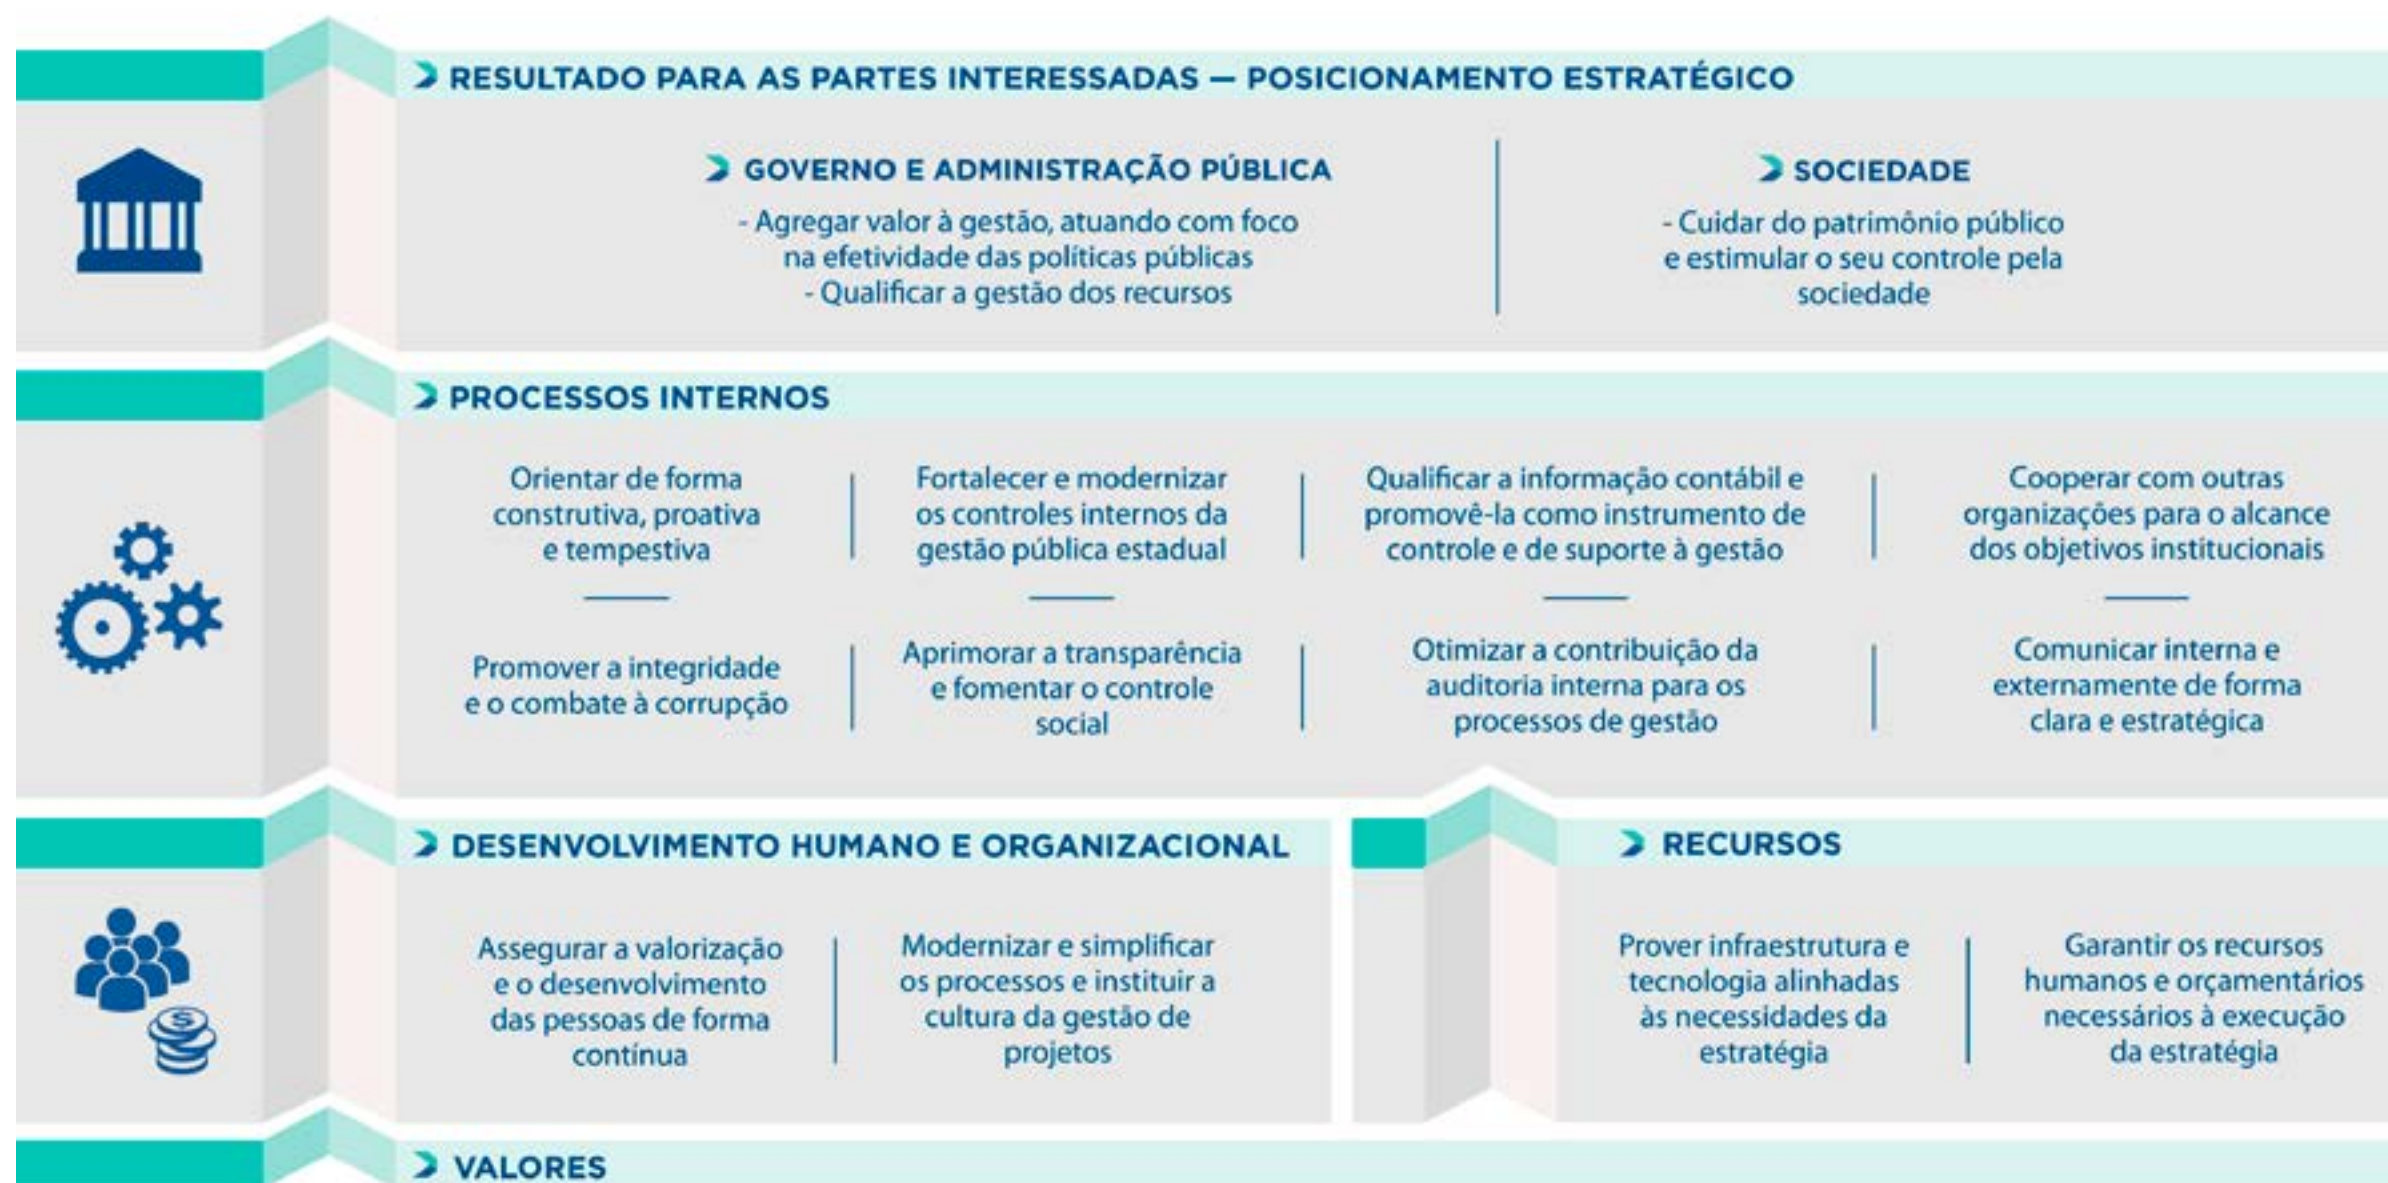 RESULTADO PARA AS PARTES INTERESSADAS — POSICIONAMENTO ESTRATÉGICO
GOVERNO E ADMINISTRAÇÃO PÚBLICA
- Agregar valor à gestão, atuando com foco
na efetividade das políticas públicas
- Qualificar a gestão dos recursos
SOCIEDADE
- Cuidar do patrimônio público
e estimular o seu controle pela
sociedade
PROCESSOS INTERNOS
Orientar de forma
construtiva, proativa
e tempestiva
Fortalecer e modernizar
os controles internos da
gestão pública estadual
Qualificar a informação contábil e
promovê-la como instrumento de
controle e de suporte à gestão
Cooperar com outras
organizações para o alcance
dos objetivos institucionais
Promover a integridade
e o combate à corrupção
Aprimorar a transparência
e fomentar o controle
social
Otimizar a contribuição da
auditoria interna para os
processos de gestão
Comunicar interna e
externamente de forma
clara e estratégica
DESENVOLVIMENTO HUMANO E ORGANIZACIONAL
Assegurar a valorização
e o desenvolvimento
das pessoas de forma
contínua
Modernizar e simplificar
os processos e instituir a
cultura da gestão de
projetos
RECURSOS
Prover infraestrutura e
tecnologia alinhadas
às necessidades da
estratégia
Garantir os recursos
humanos e orçamentários
necessários à execução
da estratégia
VALORES